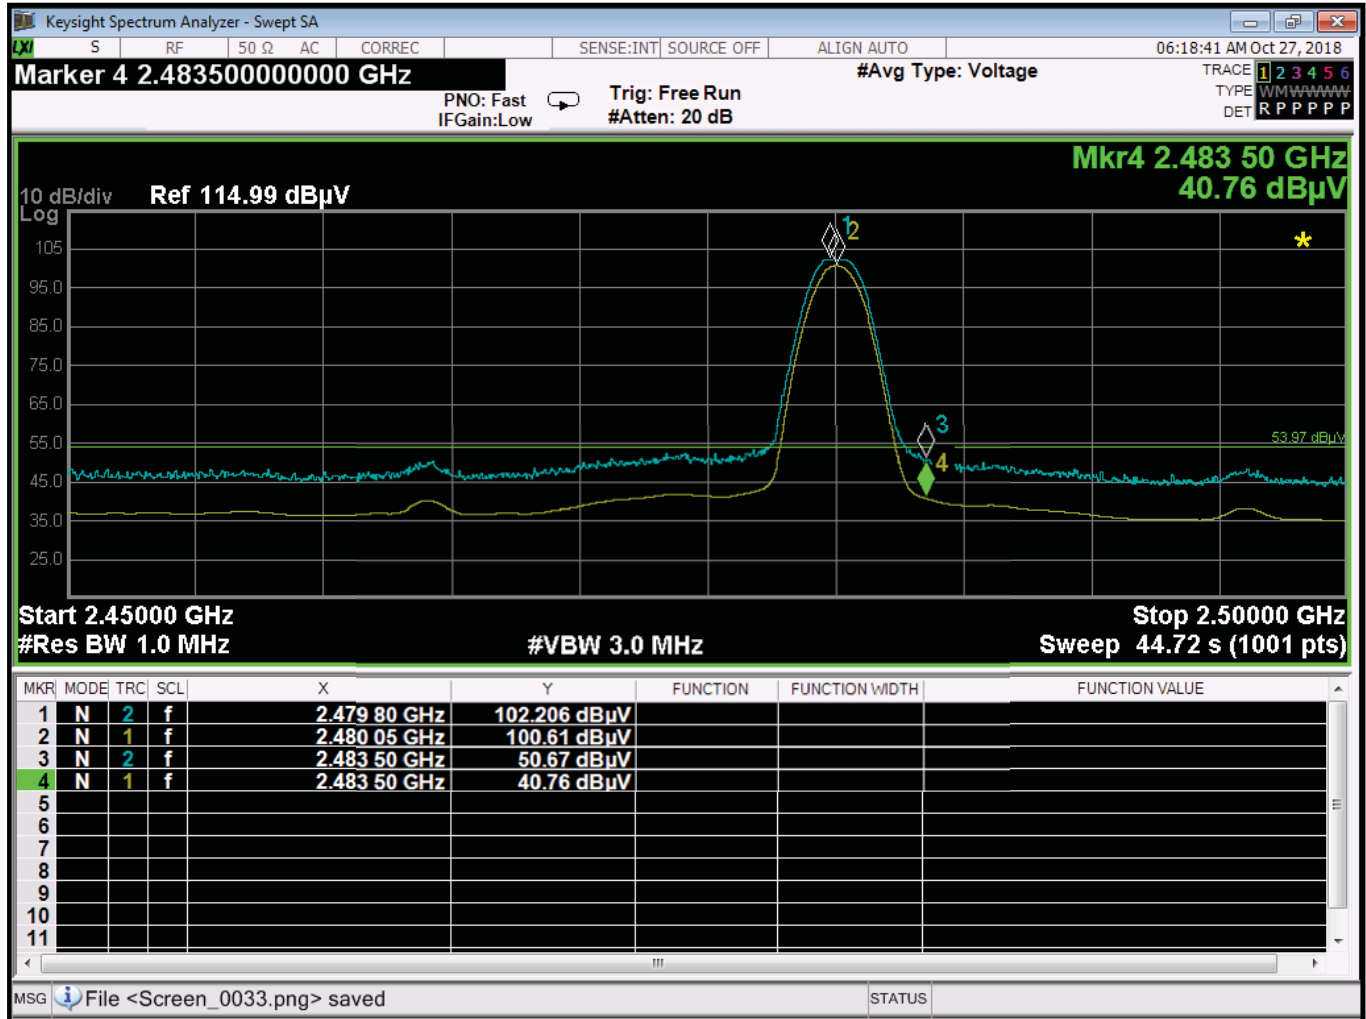 Keysight Spectrum Analyzer - Swept SA
LXI S RF 50 Ω AC CORREC SENSE:INT SOURCE OFF ALIGN AUTO 06:18:41 AM Oct 27, 2018
Marker 4 2.483500000000 GHz
PNO: Fast
IFGain:Low
Trig: Free Run
#Atten: 20 dB
#Avg Type: Voltage
TRACE 1 2 3 4 5 6
TYPE WMWWWW
DET R P P P P P
Mkr4 2.483 50 GHz
40.76 dBµV
10 dB/div
Log
Ref 114.99 dBµV
105
95.0
85.0
75.0
65.0
55.0
45.0
35.0
25.0
1
2
*
3
4
53.97 dBµV
Start 2.45000 GHz
#Res BW 1.0 MHz
#VBW 3.0 MHz
Stop 2.50000 GHz
Sweep 44.72 s (1001 pts)
MKR MODE TRC SCL X Y FUNCTION FUNCTION WIDTH FUNCTION VALUE
1 N 2 f 2.479 80 GHz 102.206 dBµV
2 N 1 f 2.480 05 GHz 100.61 dBµV
3 N 2 f 2.483 50 GHz 50.67 dBµV
4 N 1 f 2.483 50 GHz 40.76 dBµV
5
6
7
8
9
10
11
MSG File <Screen_0033.png> saved STATUS